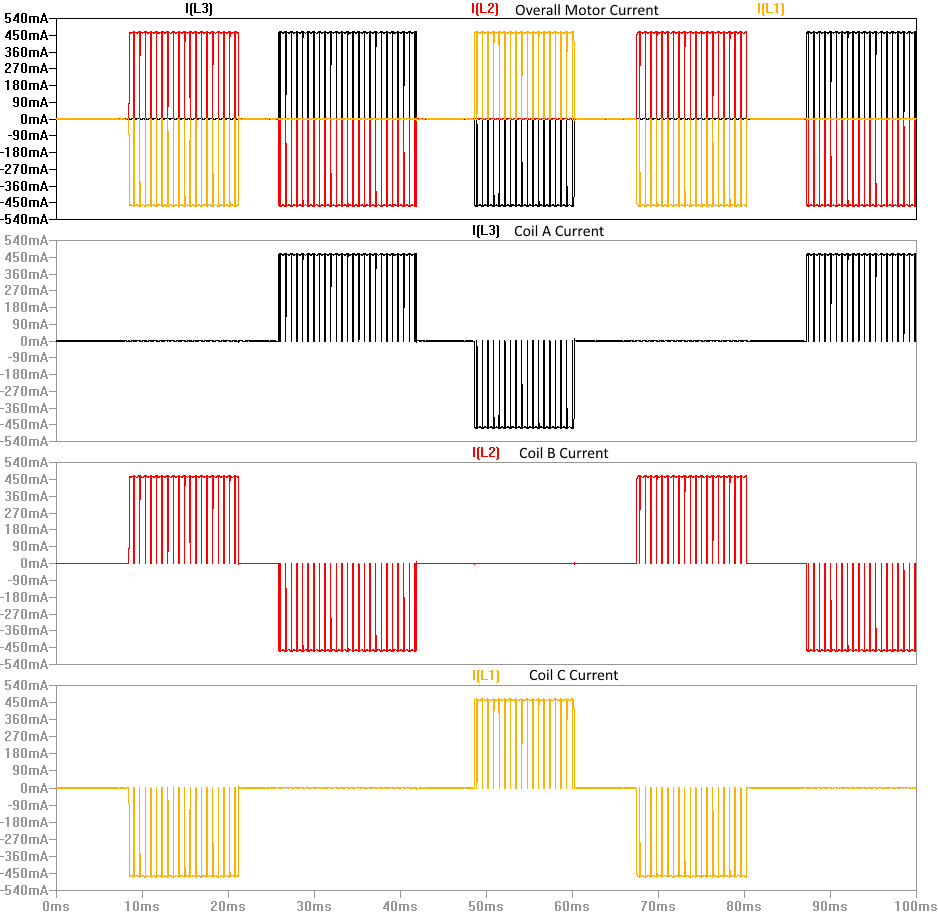 I(L3) I(L2) Overall Motor Current I(L1)
540mA
450mA
360mA
270mA
180mA
90mA
0mA
-90mA
-180mA
-270mA
-360mA
-450mA
-540mA
I(L3) Coil A Current
540mA
450mA
360mA
270mA
180mA
90mA
0mA
-90mA
-180mA
-270mA
-360mA
-450mA
-540mA
I(L2) Coil B Current
540mA
450mA
360mA
270mA
180mA
90mA
0mA
-90mA
-180mA
-270mA
-360mA
-450mA
-540mA
I(L1) Coil C Current
540mA
450mA
360mA
270mA
180mA
90mA
0mA
-90mA
-180mA
-270mA
-360mA
-450mA
-540mA
0ms 10ms 20ms 30ms 40ms 50ms 60ms 70ms 80ms 90ms 100ms